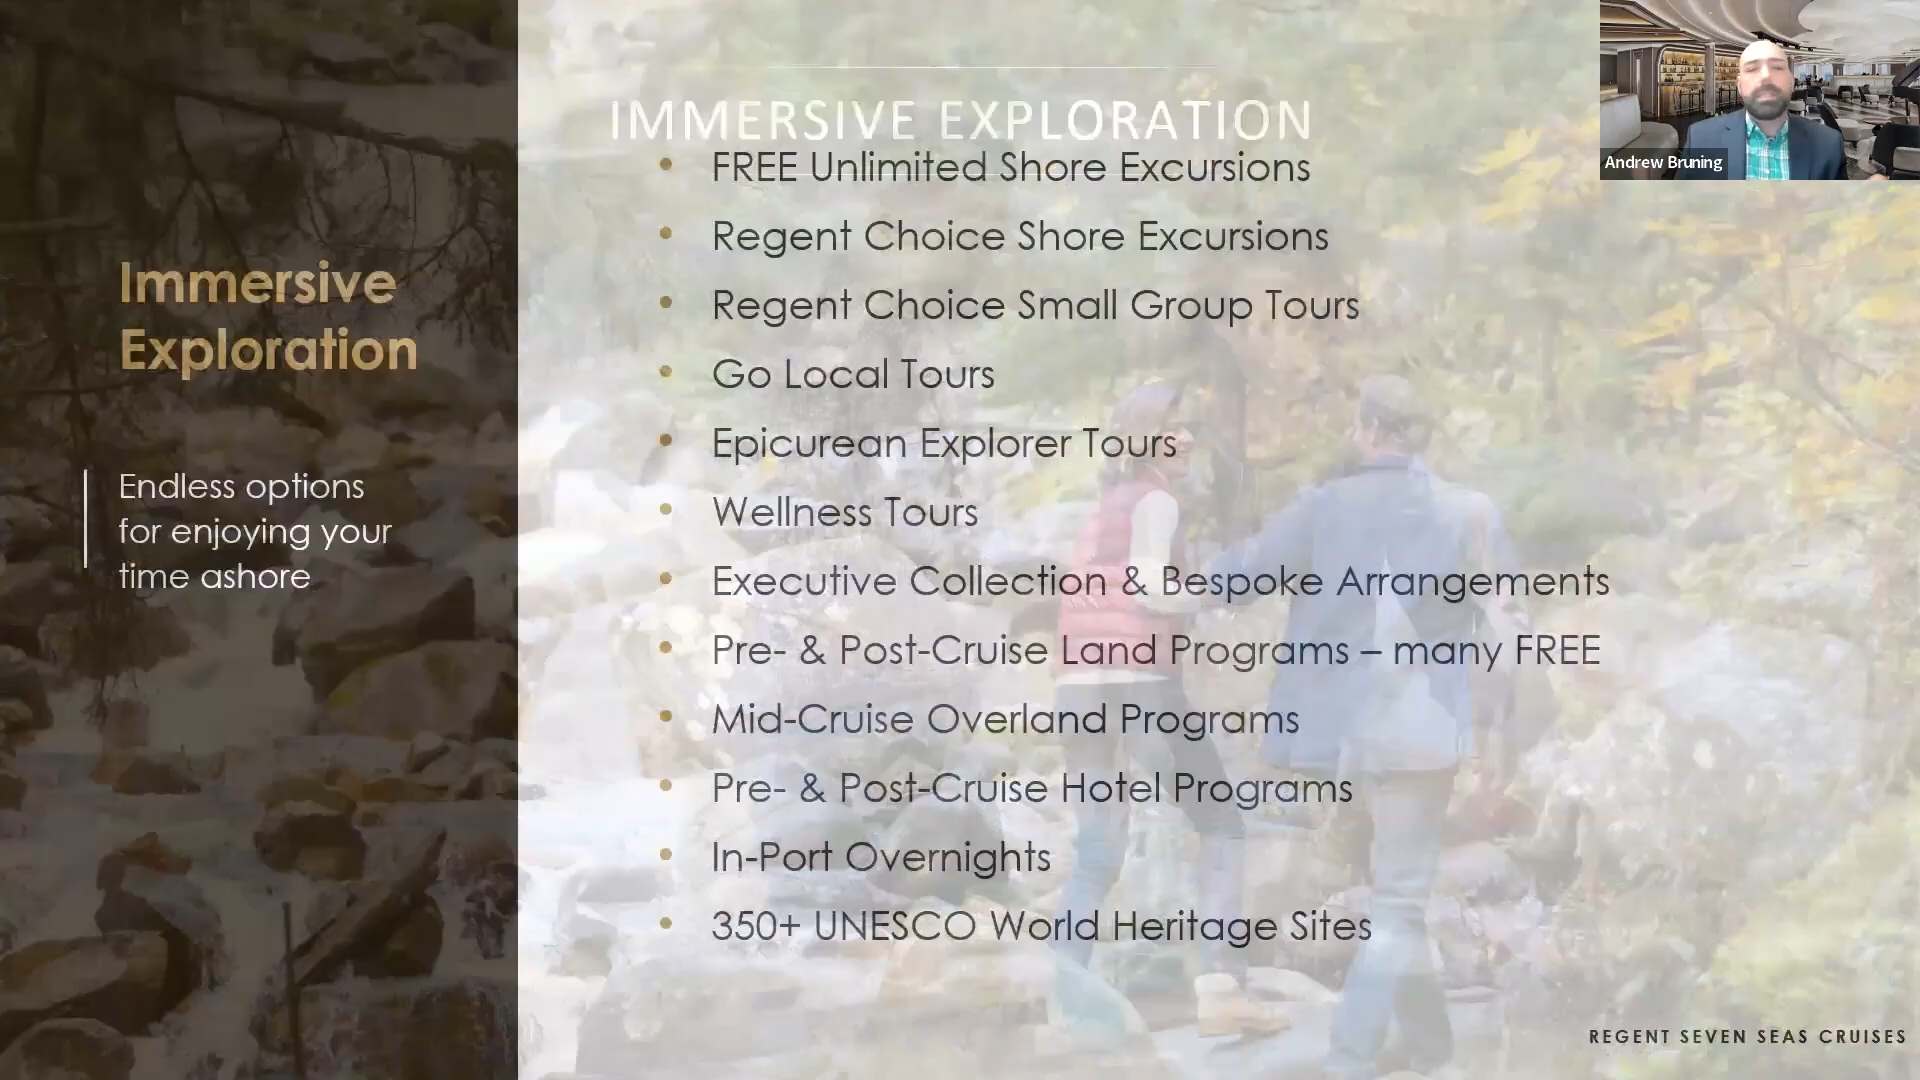 IMMERSIVE EXPLORATION
Immersive
Exploration
Endless options
for enjoying your
time ashore
• FREE Unlimited Shore Excursions
• Regent Choice Shore Excursions
• Regent Choice Small Group Tours
• Go Local Tours
• Epicurean Explorer Tours
• Wellness Tours
• Executive Collection & Bespoke Arrangements
• Pre- & Post-Cruise Land Programs – many FREE
• Mid-Cruise Overland Programs
• Pre- & Post-Cruise Hotel Programs
• In-Port Overnights
• 350+ UNESCO World Heritage Sites
Andrew Bruning
REGENT SEVEN SEAS CRUISES